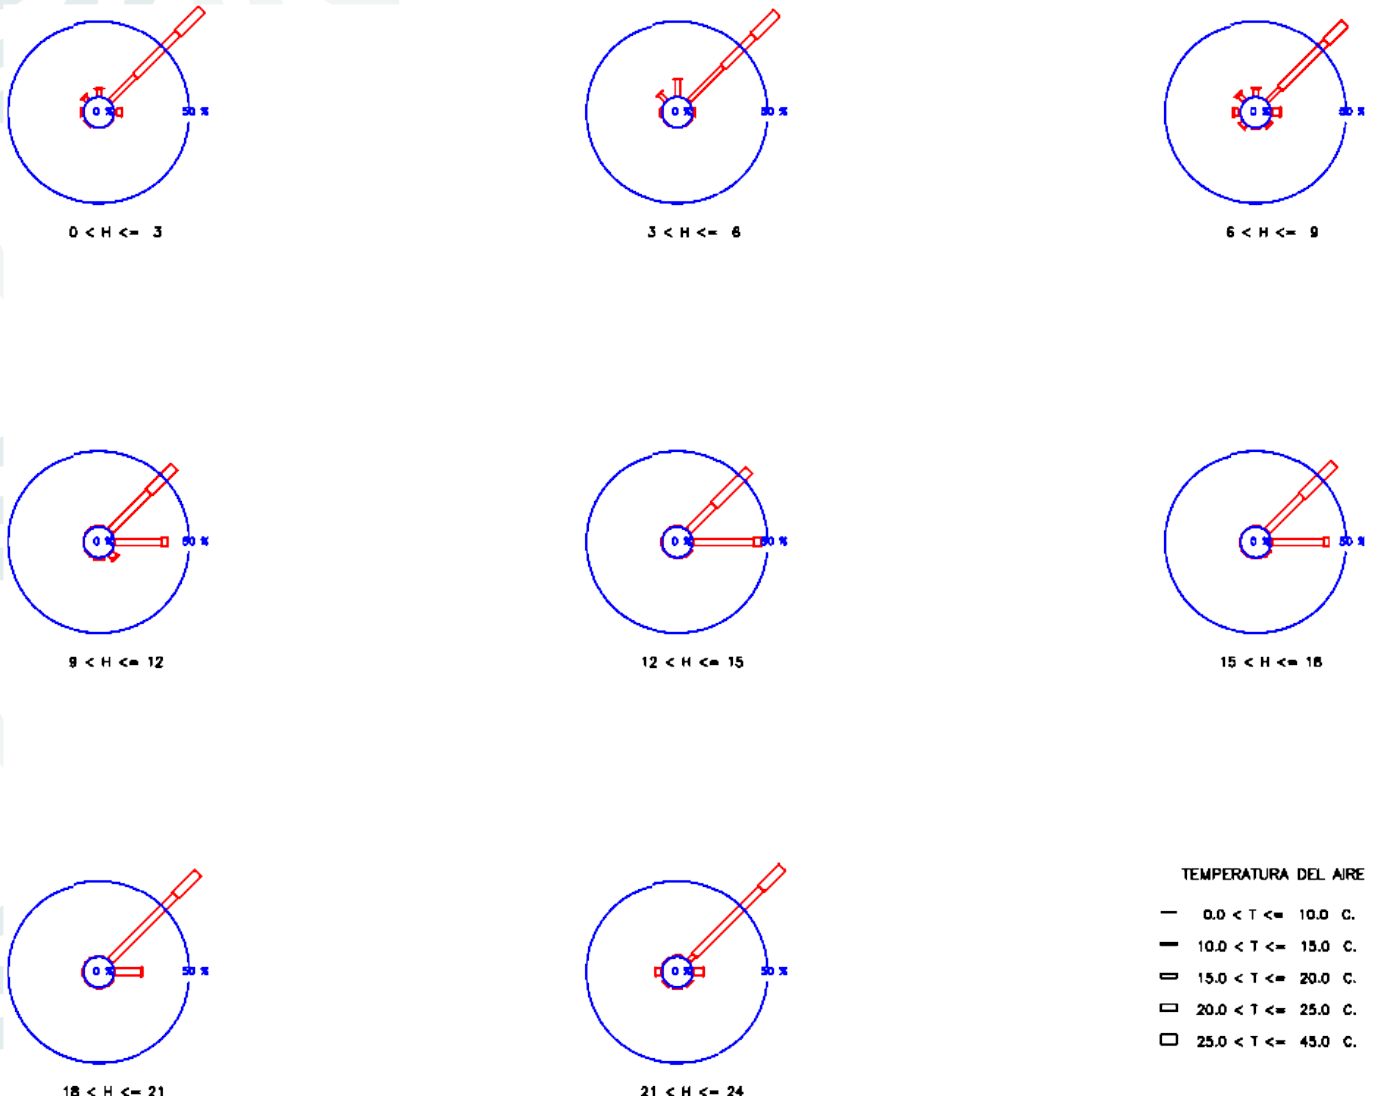 0 % 50 %
0 < H <= 3
0 % 50 %
3 < H <= 6
0 % 50 %
6 < H <= 9
0 % 50 %
9 < H <= 12
0 % 50 %
12 < H <= 15
0 % 50 %
15 < H <= 18
0 % 50 %
18 < H <= 21
0 % 50 %
21 < H <= 24
TEMPERATURA DEL AIRE
0.0 < T <= 10.0 C.
10.0 < T <= 15.0 C.
15.0 < T <= 20.0 C.
20.0 < T <= 25.0 C.
25.0 < T <= 45.0 C.